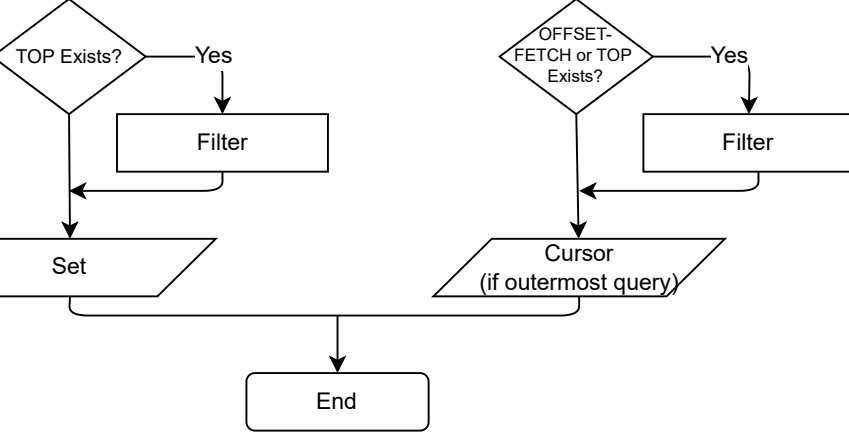 TOP Exists?
Yes
Filter
Set
OFFSET-
FETCH or TOP
Exists?
Yes
Filter
Cursor
(if outermost query)
End